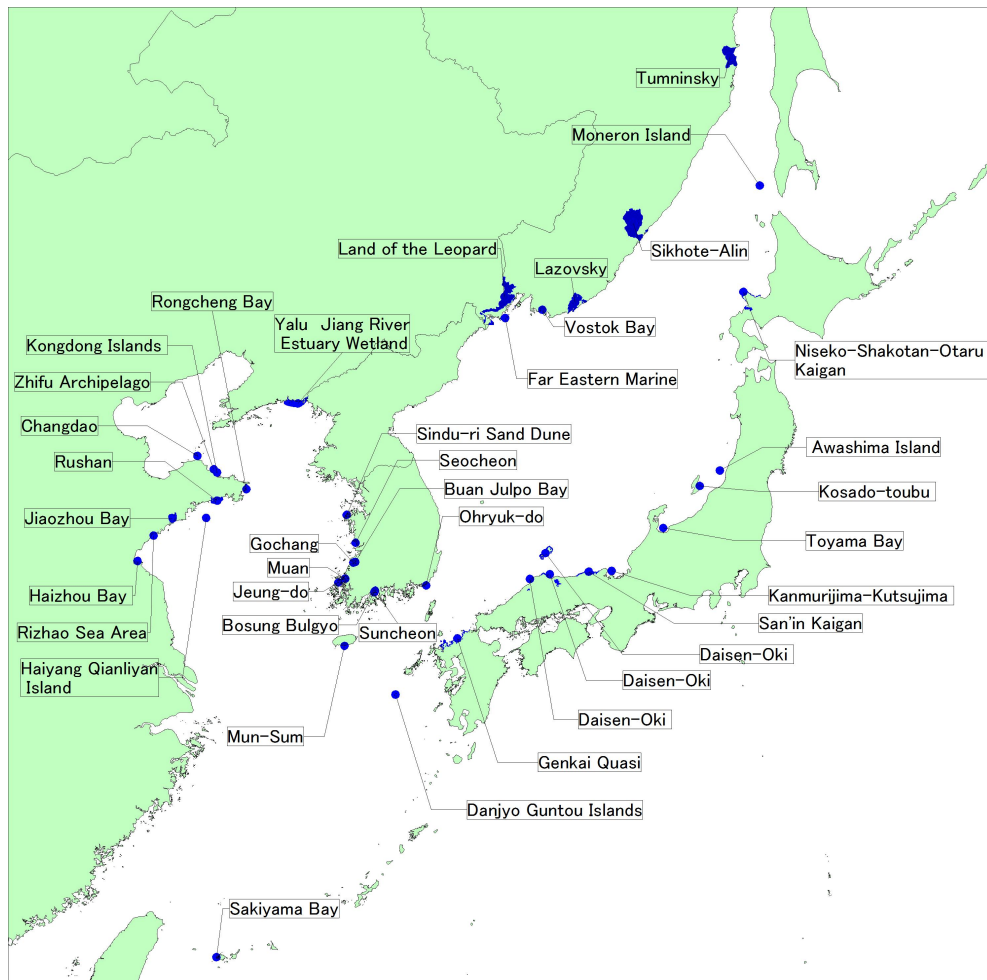 Tumninsky
Moneron Island
Sikhote-Alin
Land of the Leopard
Lazovsky
Rongcheng Bay
Vostok Bay
Yalu Jiang River
Estuary Wetland
Kongdong Islands
Niseko-Shakotan-Otaru
Kaigan
Far Eastern Marine
Zhifu Archipelago
Changdao
Sindu-ri Sand Dune
Awashima Island
Rushan
Seocheon
Buan Julpo Bay
Kosado-toubu
Ohryuk-do
Jiaozhou Bay
Gochang
Toyama Bay
Muan
Haizhou Bay
Jeung-do
Kanmurijima-Kutsujima
San'in Kaigan
Rizhao Sea Area
Bosung Bulgyo
Suncheon
Daisen-Oki
Haiyang Qianliyan
Island
Daisen-Oki
Daisen-Oki
Mun-Sum
Genkai Quasi
Danjyo Guntou Islands
Sakiyama Bay